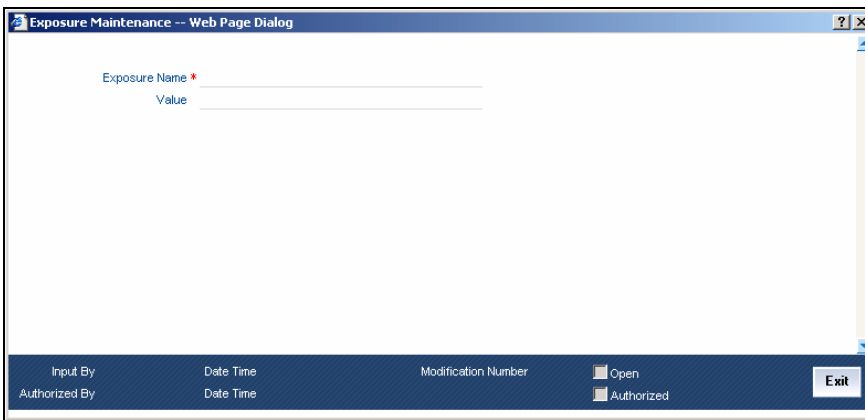 Exposure Maintenance -- Web Page Dialog ? X
Exposure Name *
Value
Input By Date Time Modification Number Open
Authorized By Date Time Authorized
Exit